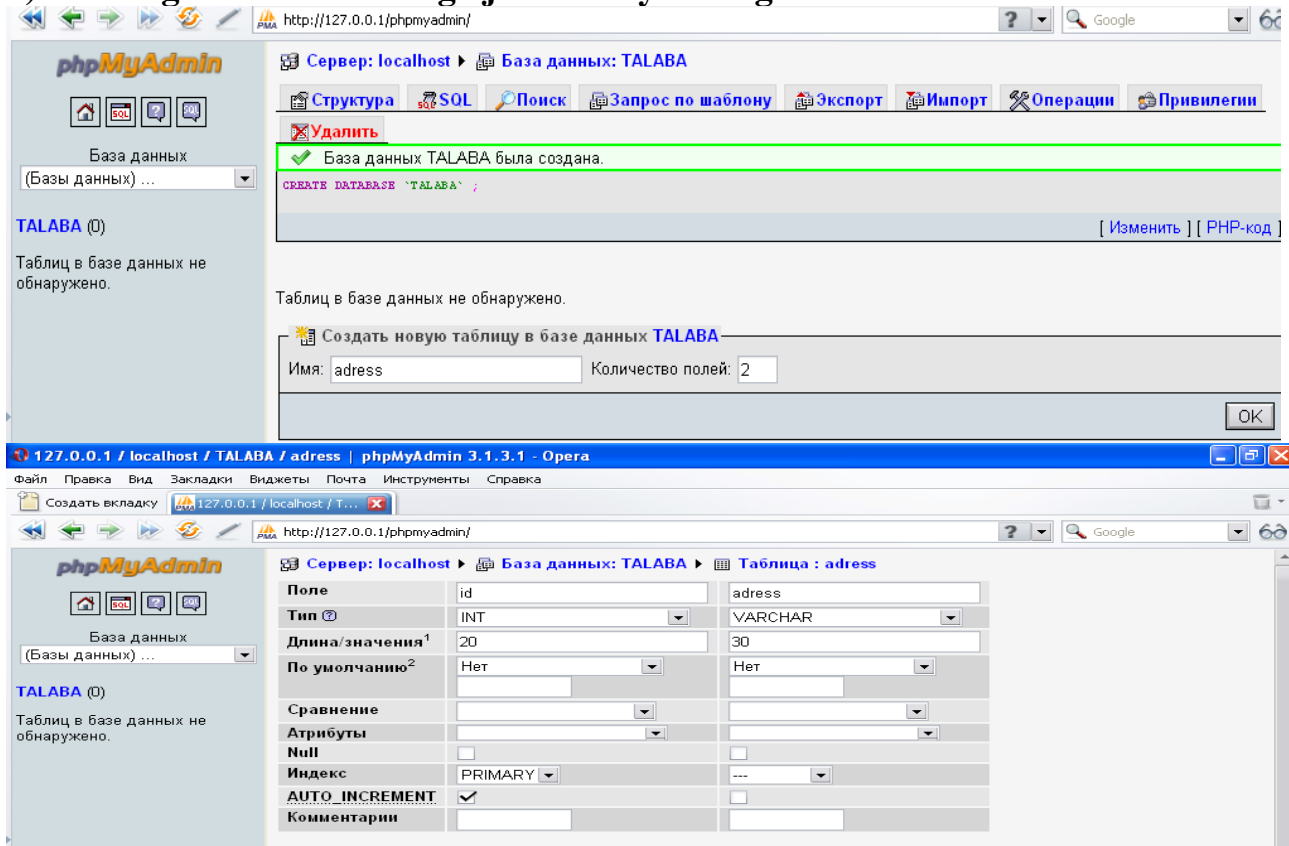 http://127.0.0.1/phpmyadmin/ ? Google
phpMyAdmin
Сервер: localhost База данных: TALABA
Структура SQL Поиск Запрос по шаблону Экспорт Импорт Операции Привилегии
SQL
Удалить
База данных
(Базы данных) ...
База данных TALABA была создана.
CREATE DATABASE `TALABA` ;
TALABA (0)
[ Изменить ] [ PHP-код ]
Таблиц в базе данных не
обнаружено.
Таблиц в базе данных не обнаружено.
Создать новую таблицу в базе данных TALABA
Имя: adress Количество полей: 2
OK
127.0.0.1 / localhost / TALABA / adress | phpMyAdmin 3.1.3.1 - Opera
Файл Правка Вид Закладки Виджеты Почта Инструменты Справка
Создать вкладку 127.0.0.1 / localhost / T...
http://127.0.0.1/phpmyadmin/ ? Google
phpMyAdmin
SQL
База данных
(Базы данных) ...
TALABA (0)
Таблиц в базе данных не
обнаружено.
Сервер: localhost База данных: TALABA Таблица : adress
Поле id adress
Тип INT VARCHAR
Длина/значения1 20 30
По умолчанию2 Нет Нет
Сравнение
Атрибуты
Null
Индекс PRIMARY ---
AUTO_INCREMENT
Комментарии